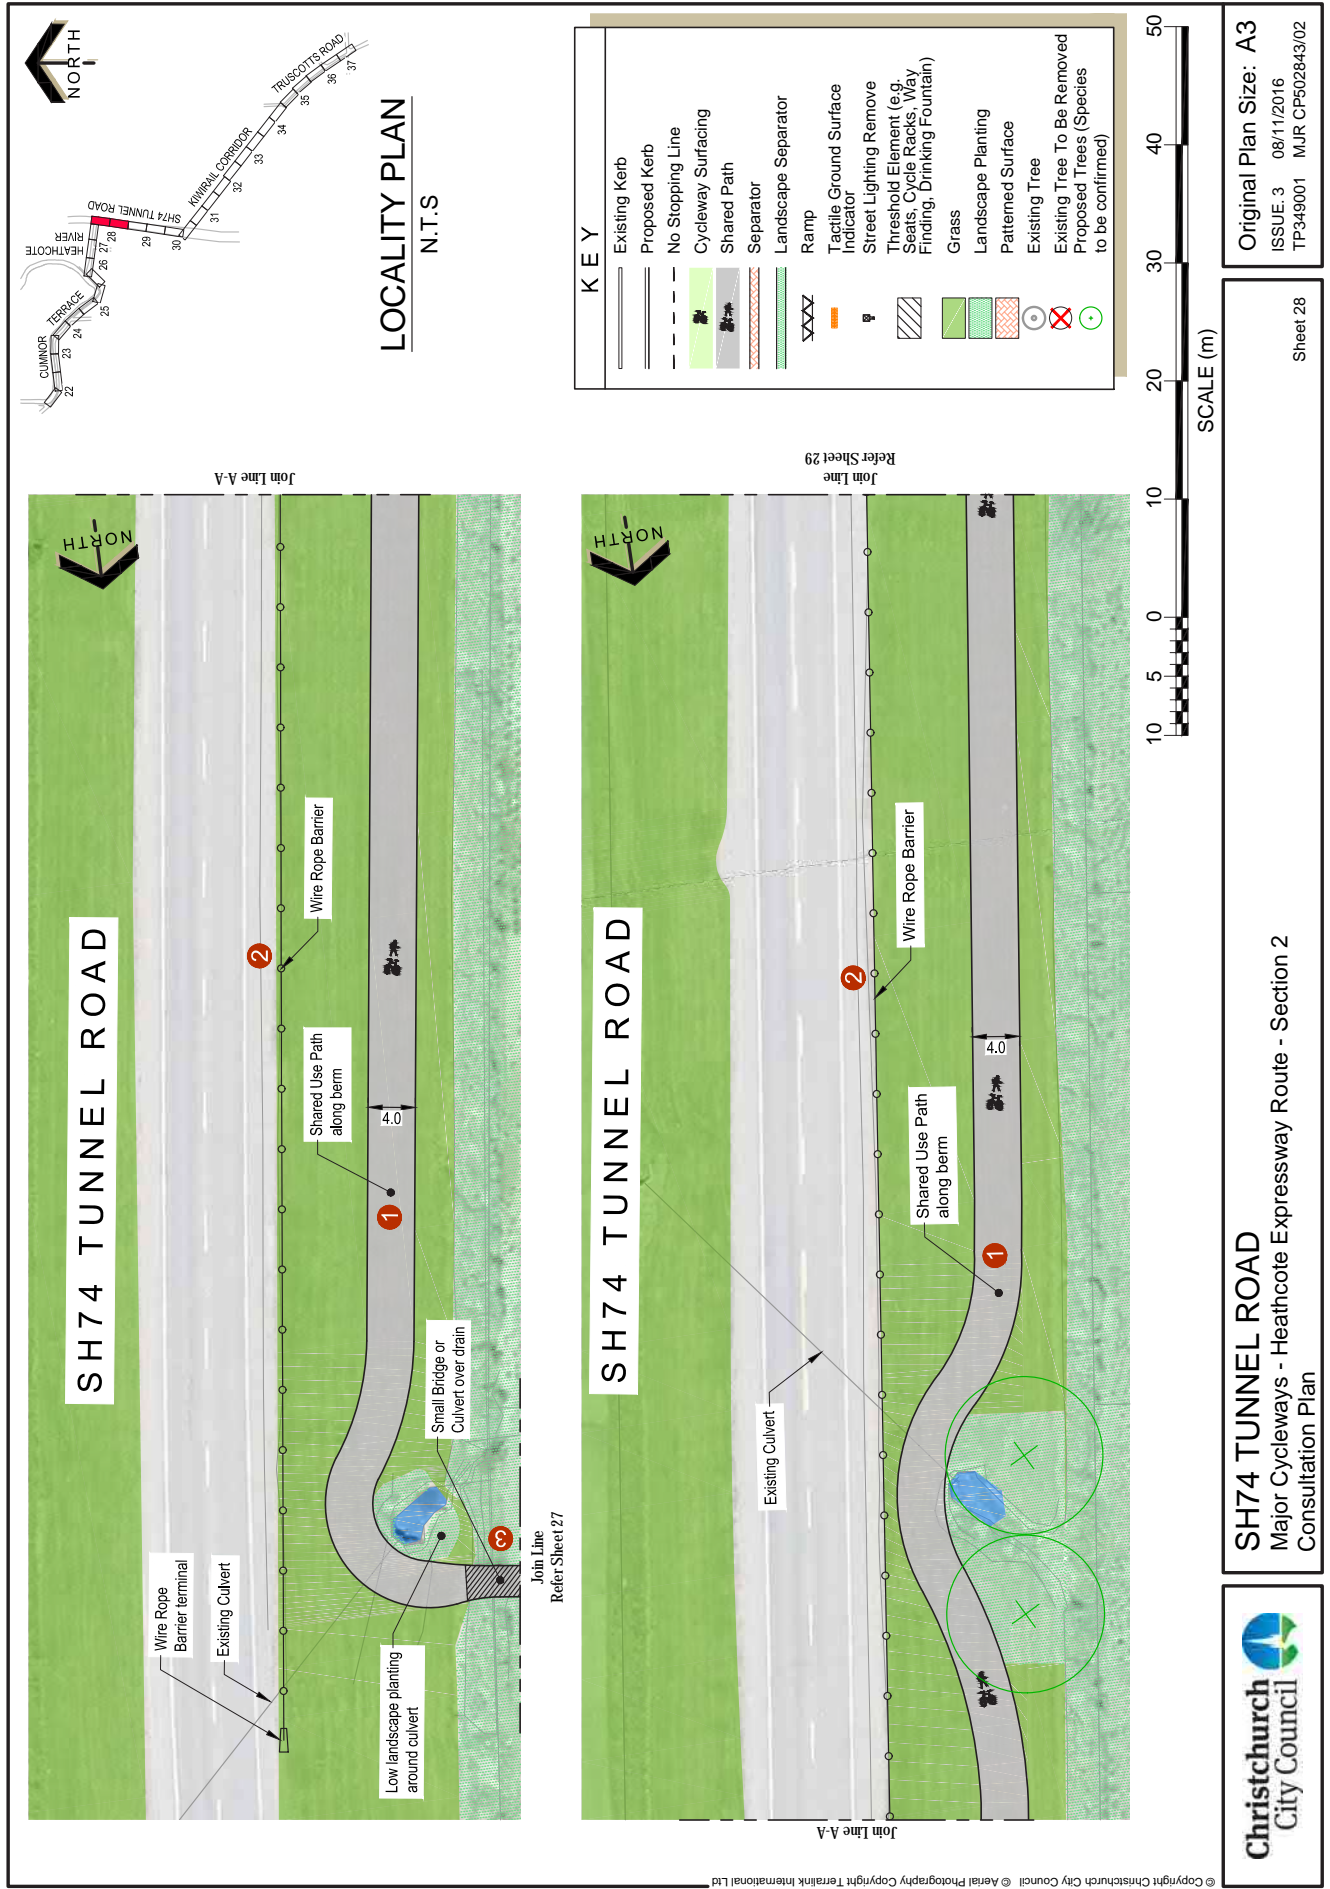 SH74 TUNNEL ROAD
Wire Rope
Barrier terminal
Existing Culvert
Low landscape planting
around culvert
Small Bridge or
Culvert over drain
Shared Use Path
along berm
Wire Rope Barrier
4.0
1
2
3
NORTH
Join Line A-A
Join Line
Refer Sheet 27
SH74 TUNNEL ROAD
Existing Culvert
Shared Use Path
along berm
Wire Rope Barrier
4.0
1
2
NORTH
Join Line A-A
Join Line
Refer Sheet 29
NORTH
CUMNOR
TERRACE
HEATHCOTE
RIVER
SH74 TUNNEL ROAD
KIWIRAIL CORRIDOR
TRUSCOTTS ROAD
22
23
24
25
26
27
28
29
30
31
32
33
34
35
36
37
LOCALITY PLAN
N.T.S
KEY
Existing Kerb
Proposed Kerb
No Stopping Line
Cycleway Surfacing
Shared Path
Separator
Landscape Separator
Ramp
Tactile Ground Surface
Indicator
Street Lighting Remove
Threshold Element (e.g.
Seats, Cycle Racks, Way
Finding, Drinking Fountain)
Grass
Landscape Planting
Patterned Surface
Existing Tree
Existing Tree To Be Removed
Proposed Trees (Species
to be confirmed)
10 5 0 10 20 30 40 50
SCALE (m)
© Copyright Christchurch City Council © Aerial Photography Copyright Terralink International Ltd
Christchurch
City Council
SH74 TUNNEL ROAD
Major Cycleways - Heathcote Expressway Route - Section 2
Consultation Plan
Sheet 28
Original Plan Size: A3
ISSUE. 3 08/11/2016
TP349001 MJR CP502843/02